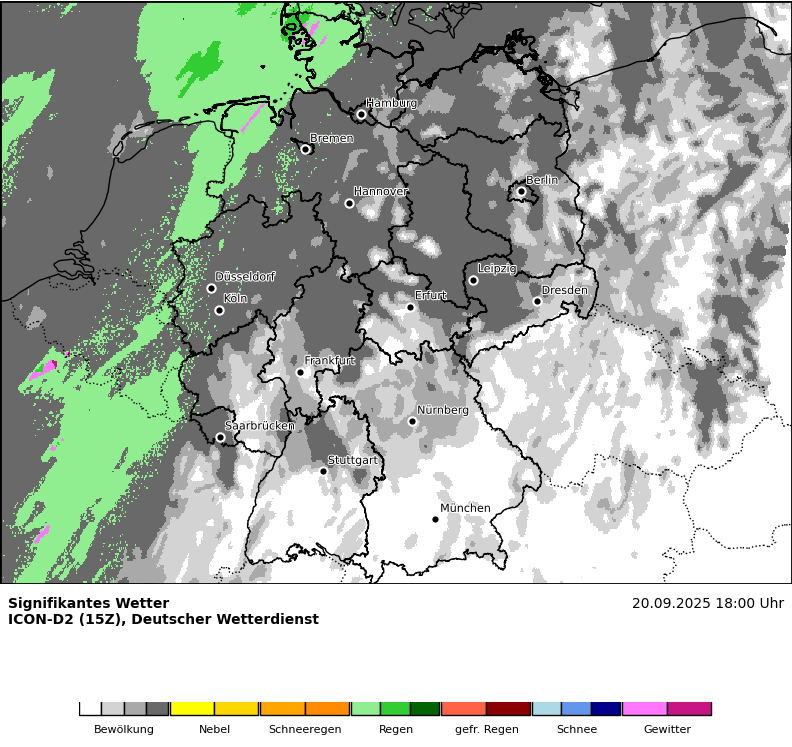 Hamburg
Bremen
Berlin
Hannover
Leipzig
Düsseldorf
Dresden
Erfurt
Köln
Frankfurt
Nürnberg
Saarbrücken
Stuttgart
München
Signifikantes Wetter 20.09.2025 18:00 Uhr
ICON-D2 (15Z), Deutscher Wetterdienst
Bewölkung Nebel Schneeregen Regen gefr. Regen Schnee Gewitter